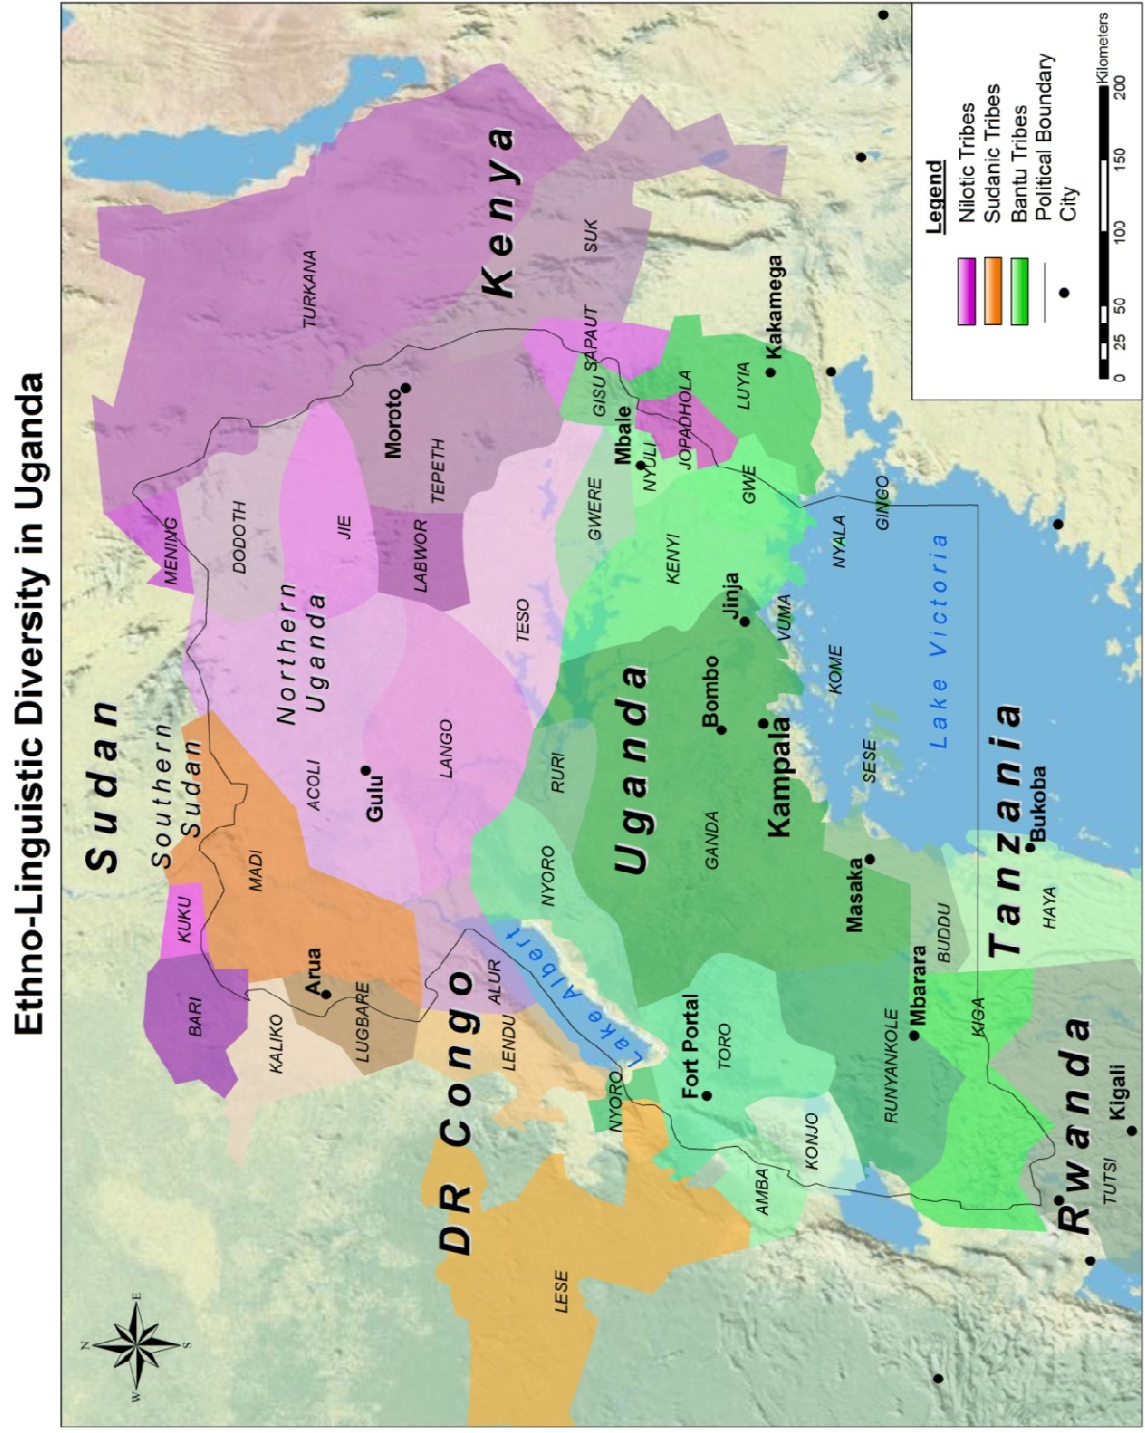 Ethno-Linguistic Diversity in Uganda
Sudan
Southern
Sudan
MENING
KUKU
BARI
MADI
Northern
Uganda
DODOTH
TURKANA
ACOLI
JIE
Arua
KALIKO
LUGBARE
Gulu
Moroto
LABWOR
TEPETH
LANGO
Kenya
DR Congo
ALUR
LENDU
TESO
Lake Albert
NYORO
RURI
SUK
SAPAUT
GISU
GWERE
LESE
NYORO
Uganda
Mbale
NYULI
JOPADHOLA
KENYI
LUYIA
GWE
Kakamega
Fort Portal
TORO
GANDA
Bombo
Jinja
Kampala
VUMA
AMBA
KONJO
KOME
NYALA
GINGO
Masaka
SESE
RUNYANKOLE
Mbarara
BUDDU
Lake Victoria
KIGA
Tanzania
Bukoba
HAYA
Rwanda
TUTSI
Kigali
N
E
S
W
Legend
Nilotic Tribes
Sudanic Tribes
Bantu Tribes
Political Boundary
City
0 25 50 100 150 200
Kilometers